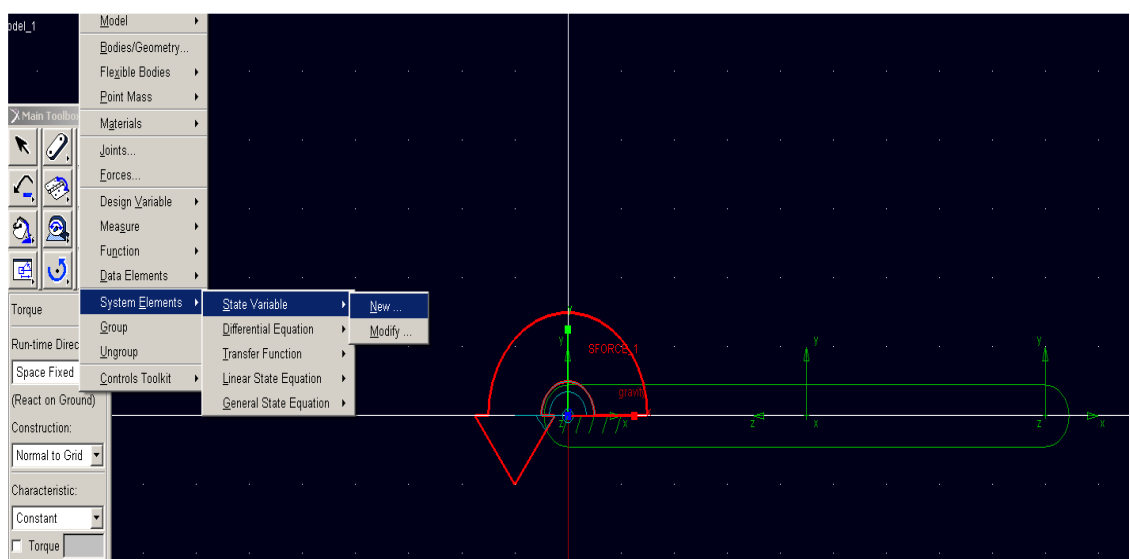 odel_1
Model
Bodies/Geometry...
Flexible Bodies
Point Mass
Materials
Joints...
Forces...
Design Variable
Measure
Function
Data Elements
System Elements
Group
Ungroup
Controls Toolkit
State Variable
Differential Equation
Transfer Function
Linear State Equation
General State Equation
New ...
Modify ...
Main Toolbox
Torque
Run-time Direc
Space Fixed
(React on Ground)
Construction:
Normal to Grid
Characteristic:
Constant
Torque
Y
SFORCE_1
gravity
z
x
z
Y
x
Y
z
x